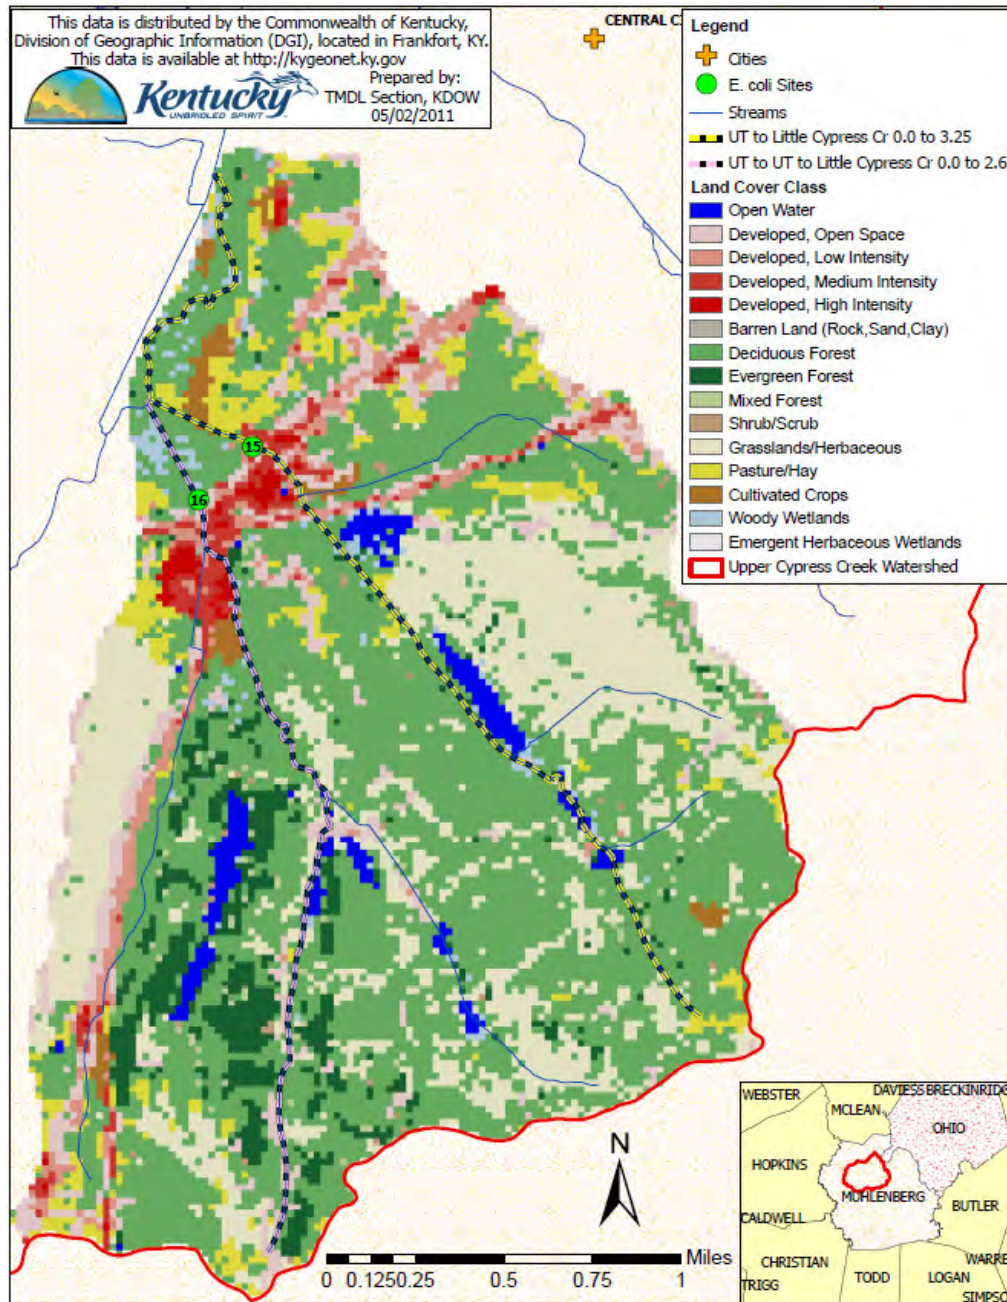 This data is distributed by the Commonwealth of Kentucky,
Division of Geographic Information (DGI), located in Frankfort, KY.
This data is available at http://kygeonet.ky.gov
Kentucky
UNBRIDLED SPIRIT
Prepared by:
TMDL Section, KDOW
05/02/2011
CENTRAL C
Legend
Cities
E. coli Sites
Streams
UT to Little Cypress Cr 0.0 to 3.25
UT to UT to Little Cypress Cr 0.0 to 2.6
Land Cover Class
Open Water
Developed, Open Space
Developed, Low Intensity
Developed, Medium Intensity
Developed, High Intensity
Barren Land (Rock,Sand,Clay)
Deciduous Forest
Evergreen Forest
Mixed Forest
Shrub/Scrub
Grasslands/Herbaceous
Pasture/Hay
Cultivated Crops
Woody Wetlands
Emergent Herbaceous Wetlands
Upper Cypress Creek Watershed
15
16
N
Miles
0 0.125 0.25 0.5 0.75 1
WEBSTER
DAVIESS BRECKINRIDG
MCLEAN
OHIO
HOPKINS
MUHLENBERG
BUTLER
CALDWELL
CHRISTIAN
WARRE
TRIGG
TODD
LOGAN
SIMPSO